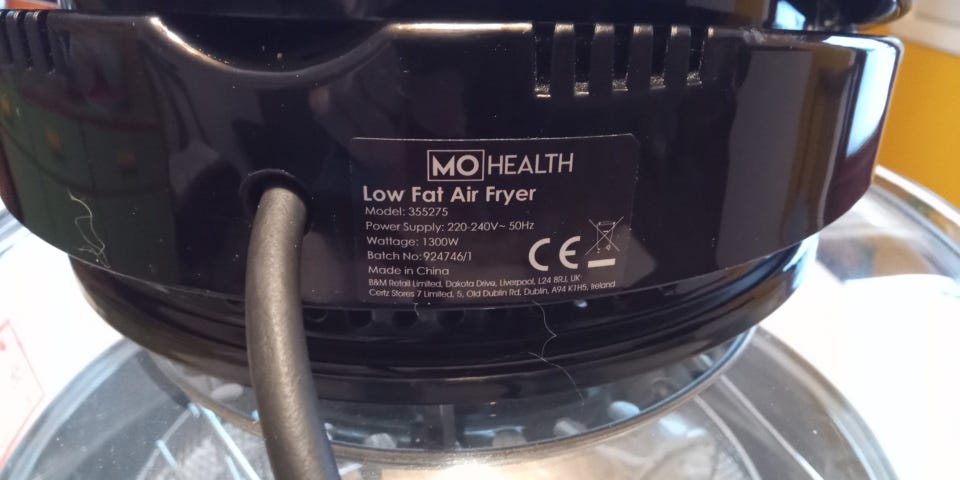 MO HEALTH
Low Fat Air Fryer
Model: 355275
Power Supply: 220-240V~ 50Hz
Wattage: 1300W
Batch No: 924746/1
Made in China
B&M Retail Limited, Dakota Drive, Liverpool, L24 8RJ, UK
Certz Stores 7 Limited, 5, Old Dublin Rd, Dublin, A94 K1H5, Ireland
CE